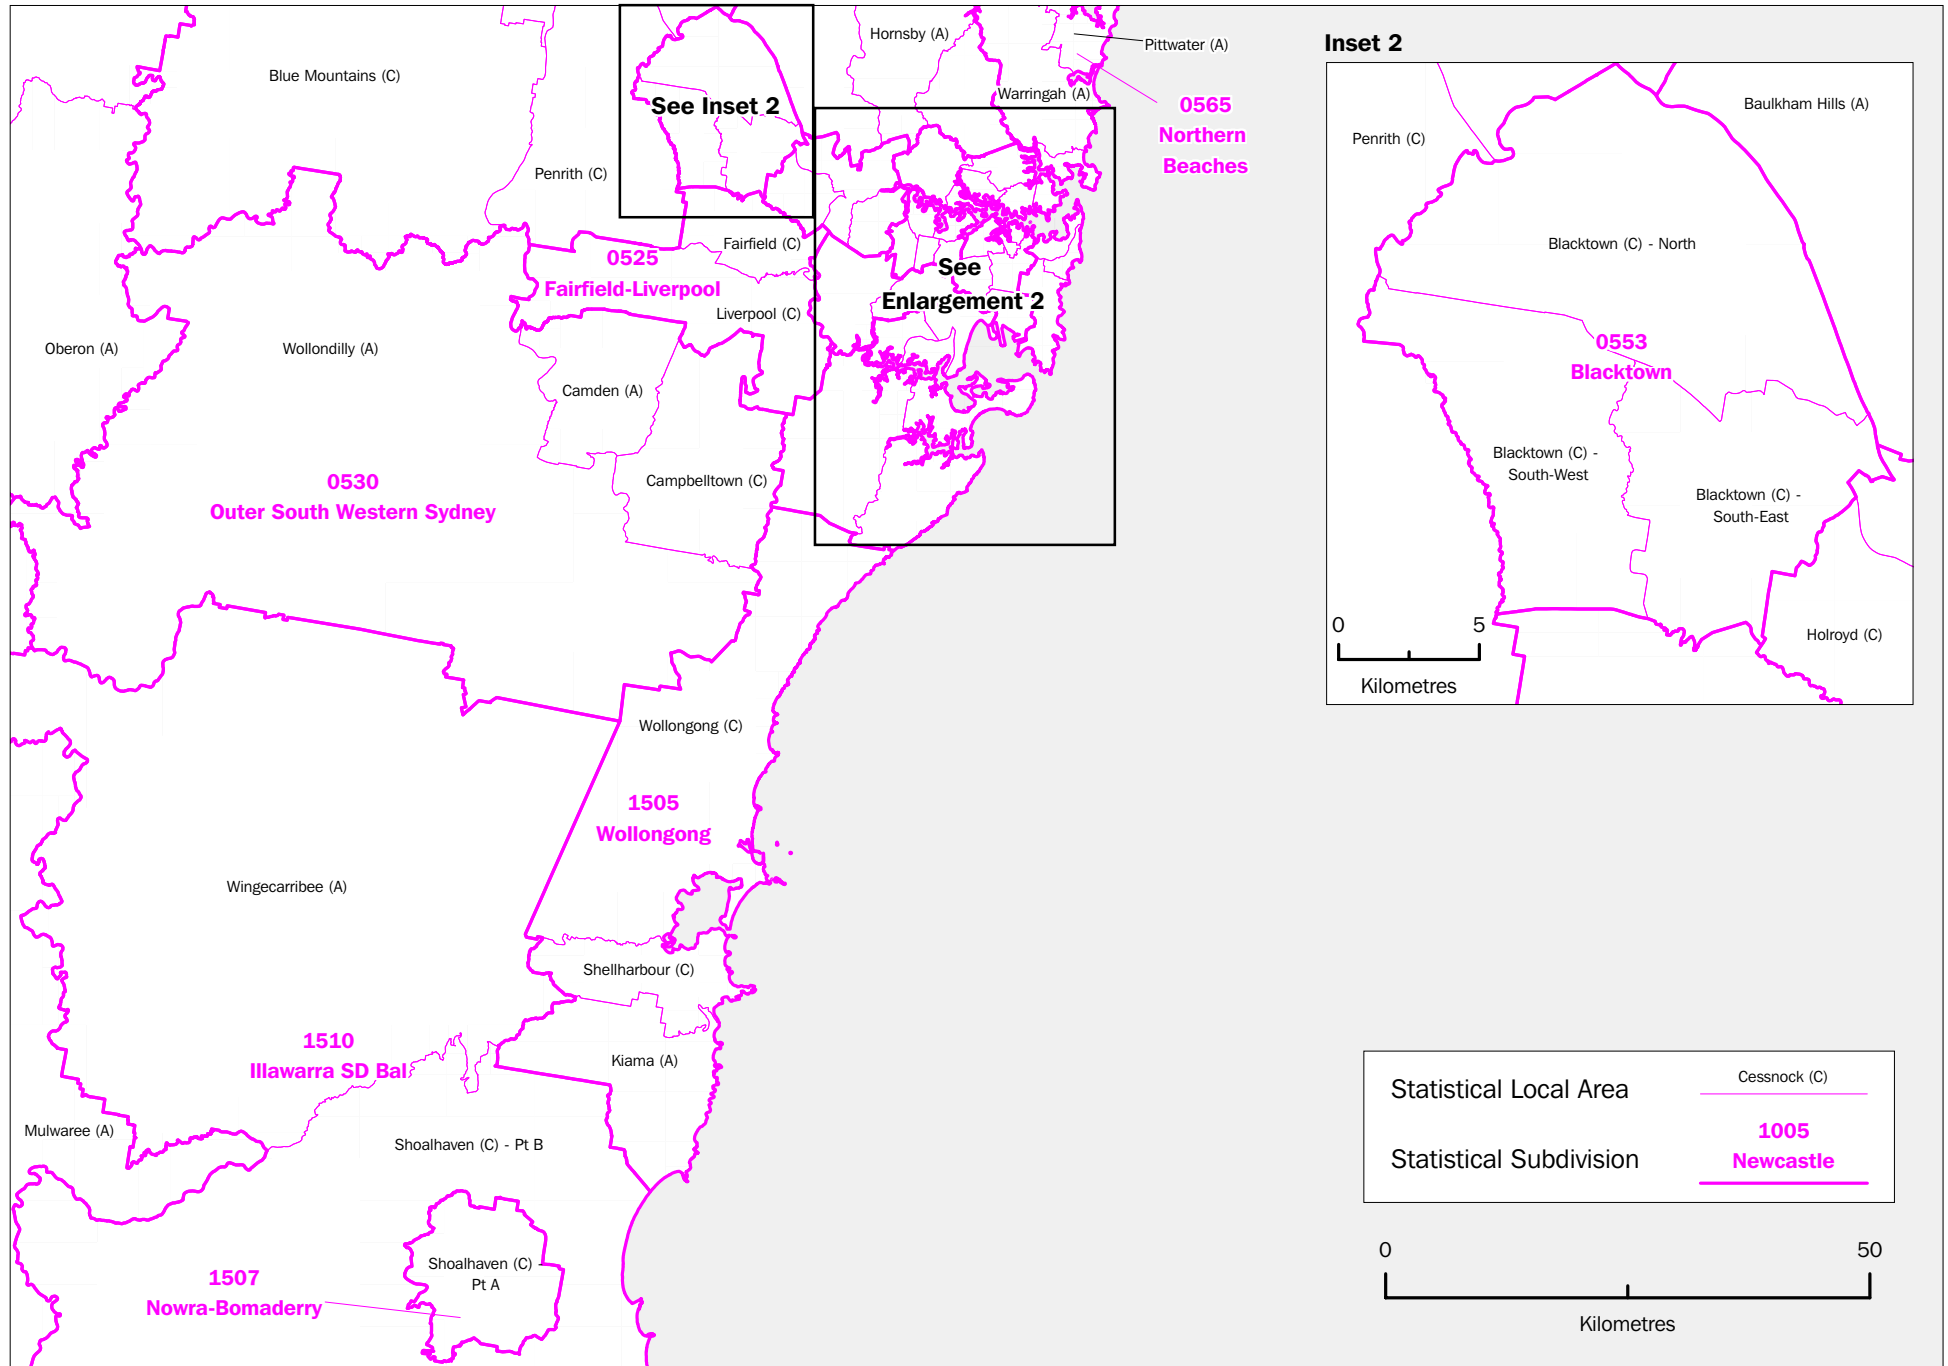 Blue Mountains (C)
Hornsby (A)
Pittwater (A)
Warringah (A)
See Inset 2
0565
Northern
Beaches
Penrith (C)
Fairfield (C)
0525
Fairfield-Liverpool
Liverpool (C)
See
Enlargement 2
Oberon (A)
Wollondilly (A)
Camden (A)
0530
Outer South Western Sydney
Campbelltown (C)
Wollongong (C)
1505
Wollongong
Wingecarribee (A)
Shellharbour (C)
1510
Illawarra SD Bal
Kiama (A)
Mulwaree (A)
Shoalhaven (C) - Pt B
Shoalhaven (C) -
Pt A
1507
Nowra-Bomaderry
Inset 2
Baulkham Hills (A)
Penrith (C)
Blacktown (C) - North
0553
Blacktown
Blacktown (C) -
South-West
Blacktown (C) -
South-East
Holroyd (C)
0 5
Kilometres
Statistical Local Area
Cessnock (C)
Statistical Subdivision
1005
Newcastle
0 50
Kilometres